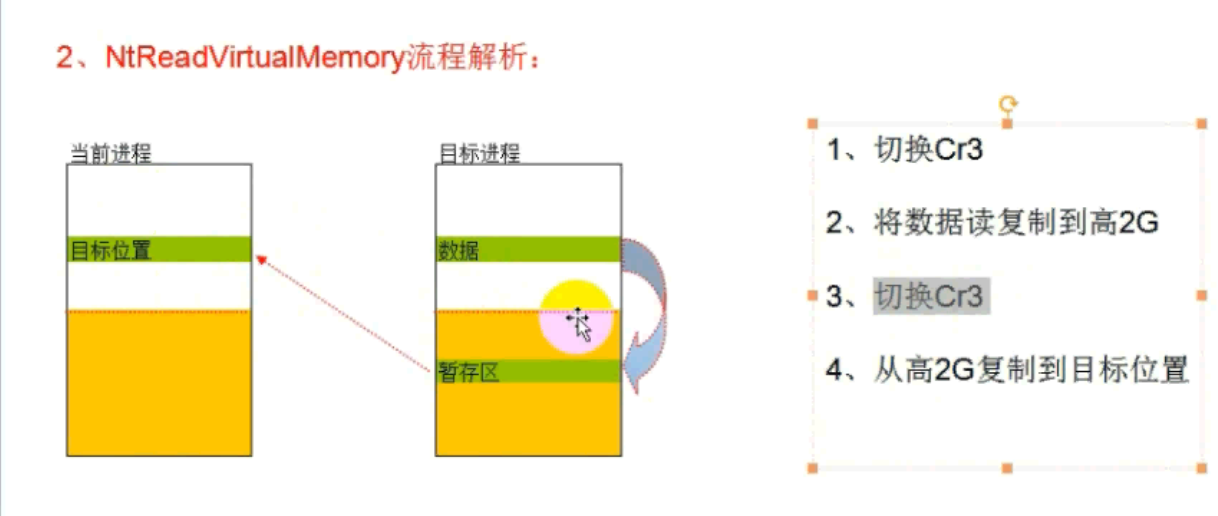 2、NtReadVirtualMemory流程解析：
当前进程
目标进程
目标位置
数据
暂存区
1、切换Cr3
2、将数据读复制到高2G
3、切换Cr3
4、从高2G复制到目标位置